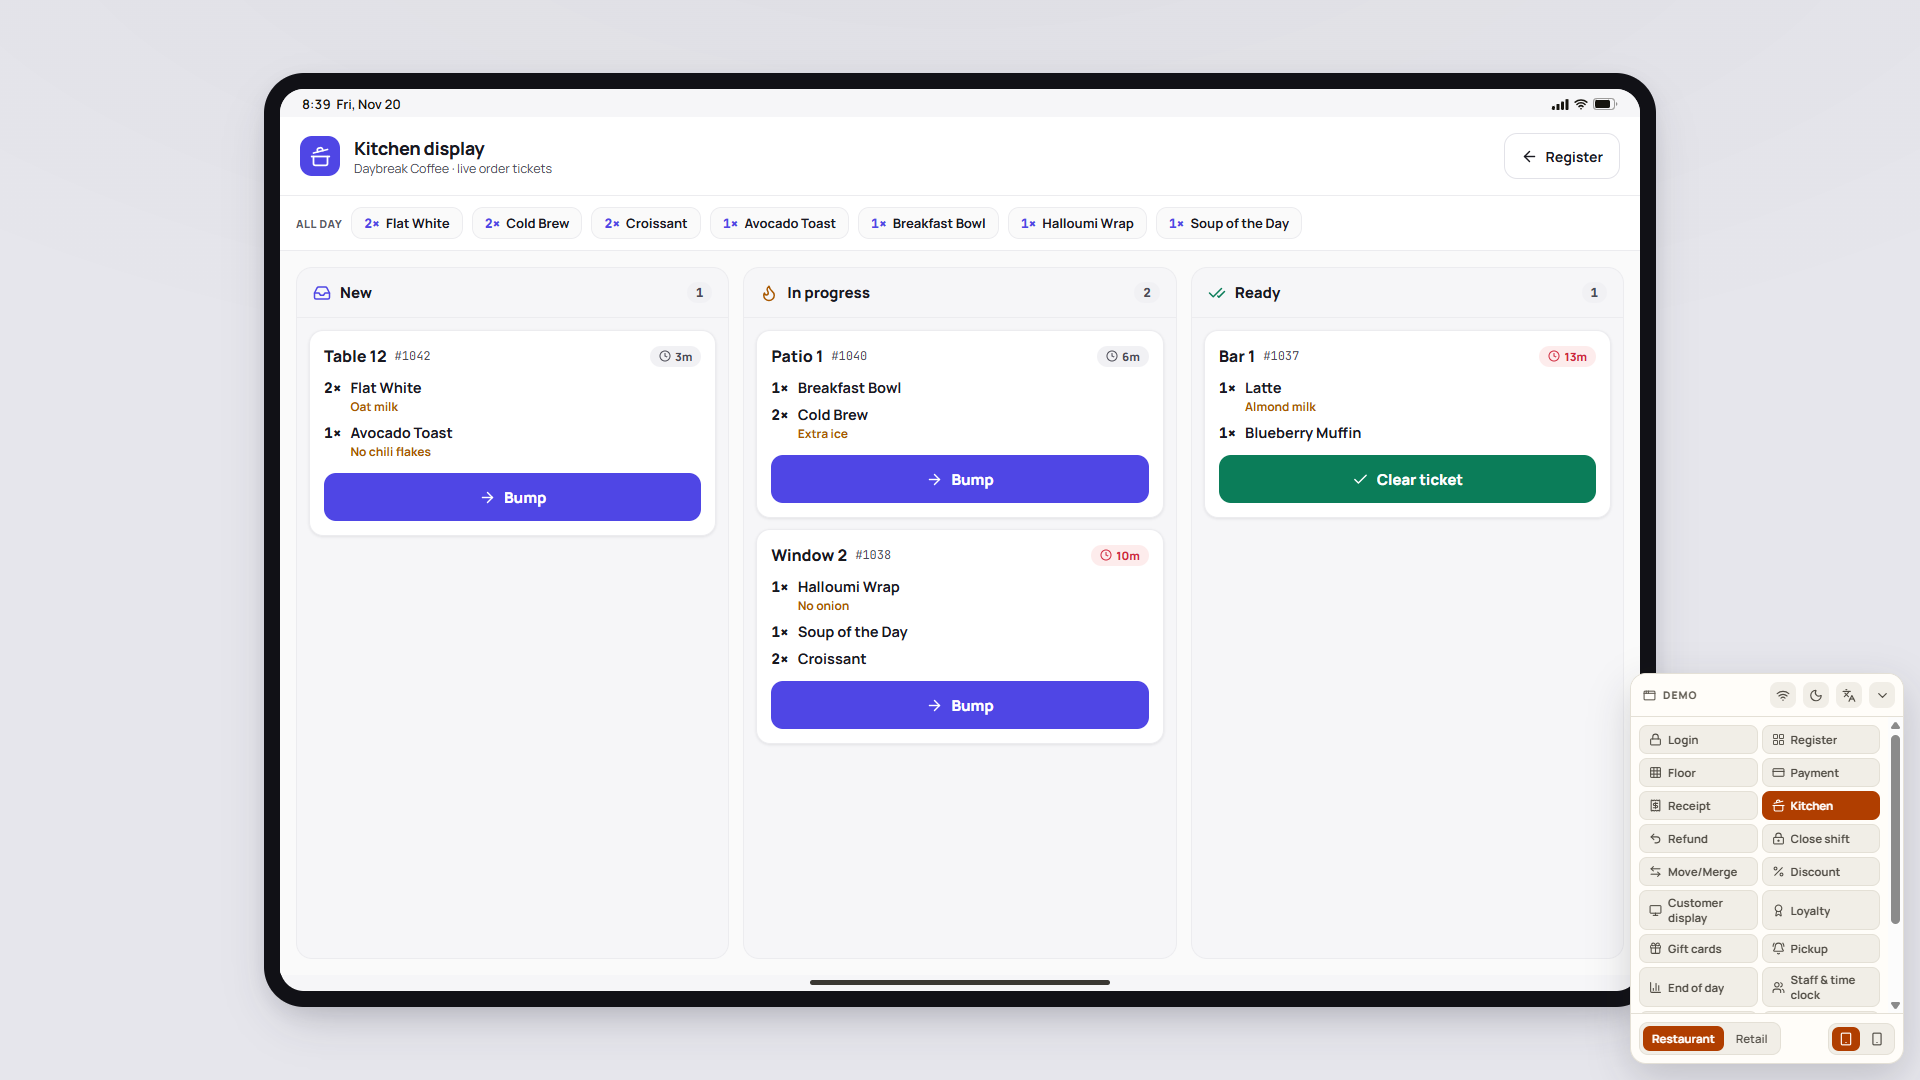 8:39 Fri, Nov 20
Kitchen display
Daybreak Coffee · live order tickets
Register
ALL DAY
2× Flat White
2× Cold Brew
2× Croissant
1× Avocado Toast
1× Breakfast Bowl
1× Halloumi Wrap
1× Soup of the Day
New
1
Table 12 #1042
3m
2× Flat White
Oat milk
1× Avocado Toast
No chili flakes
Bump
In progress
2
Patio 1 #1040
6m
1× Breakfast Bowl
2× Cold Brew
Extra ice
Bump
Window 2 #1038
10m
1× Halloumi Wrap
No onion
1× Soup of the Day
2× Croissant
Bump
Ready
1
Bar 1 #1037
13m
1× Latte
Almond milk
1× Blueberry Muffin
Clear ticket
DEMO
Login
Register
Floor
Payment
Receipt
Kitchen
Refund
Close shift
Move/Merge
Discount
Customer
display
Loyalty
Gift cards
Pickup
End of day
Staff & time
clock
Restaurant
Retail